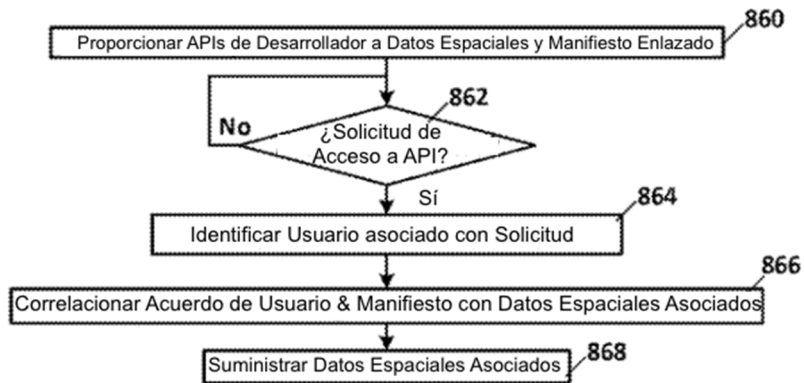 860
Proporcionar APIs de Desarrollador a Datos Espaciales y Manifiesto Enlazado
862
No
¿Solicitud de
Acceso a API?
Sí
864
Identificar Usuario asociado con Solicitud
866
Correlacionar Acuerdo de Usuario & Manifiesto con Datos Espaciales Asociados
868
Suministrar Datos Espaciales Asociados